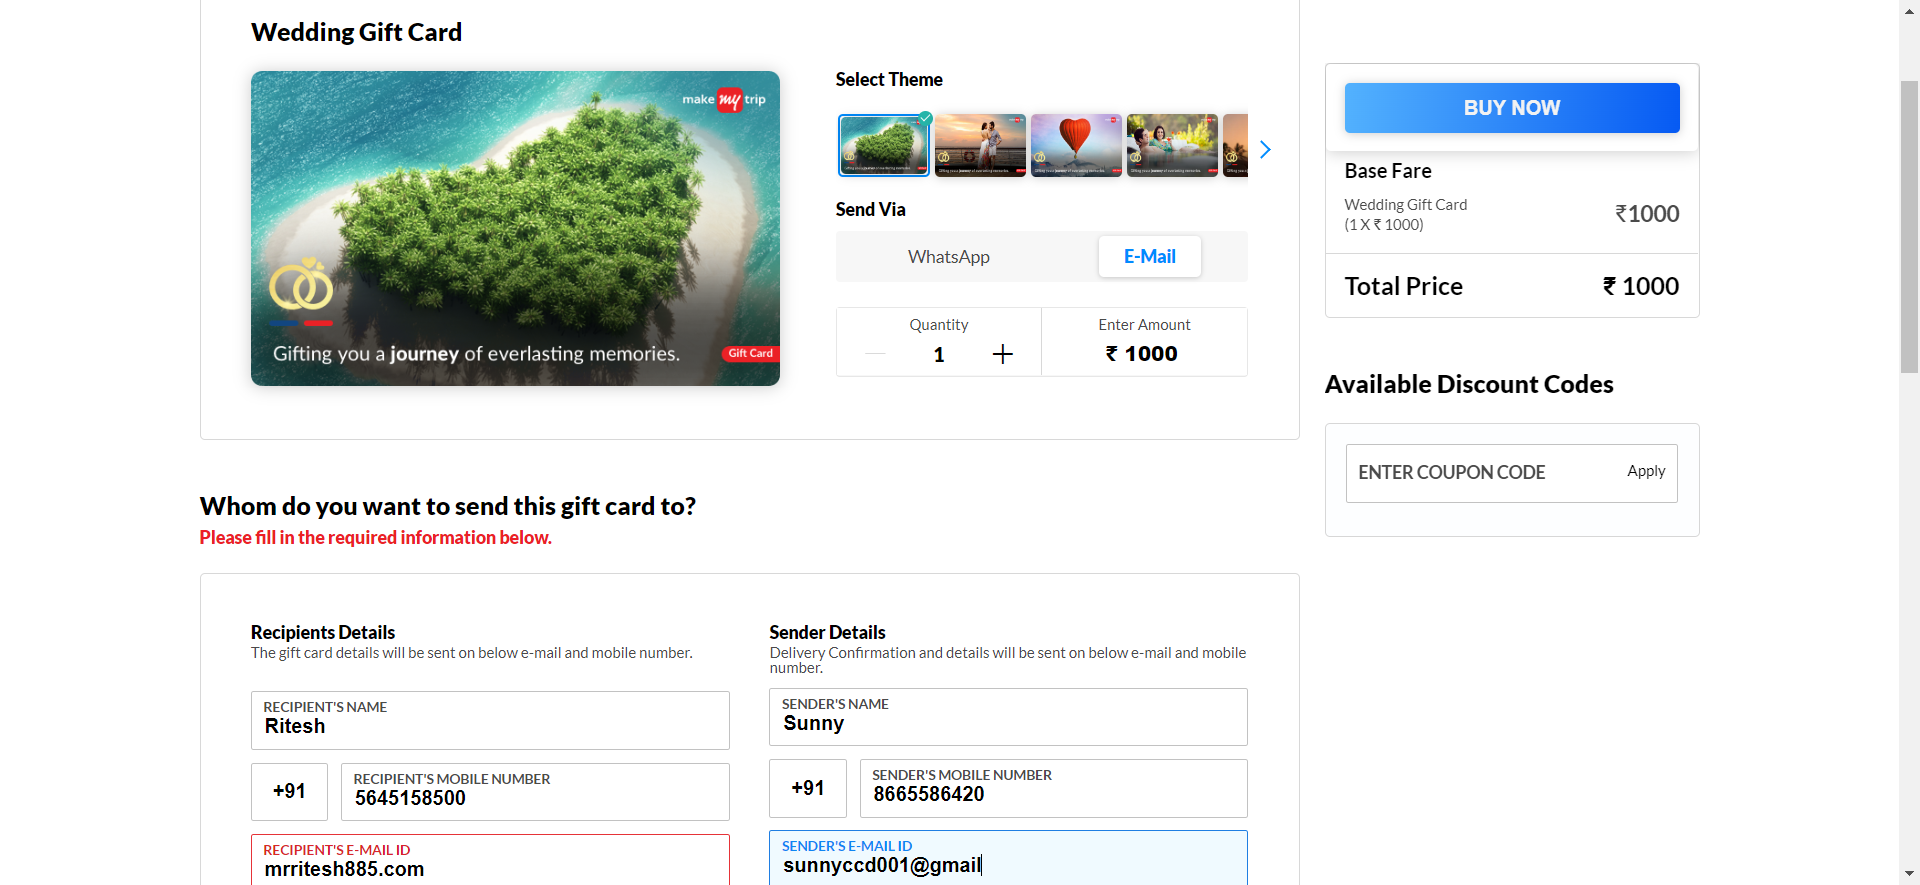 Wedding Gift Card
make my trip
Gifting you a journey of everlasting memories.
Gift Card
Select Theme
Send Via
WhatsApp
E-Mail
Quantity
1
Enter Amount
₹ 1000
BUY NOW
Base Fare
Wedding Gift Card
(1 X ₹ 1000)
₹1000
Total Price
₹ 1000
Available Discount Codes
ENTER COUPON CODE
Apply
Whom do you want to send this gift card to?
Please fill in the required information below.
Recipients Details
The gift card details will be sent on below e-mail and mobile number.
RECIPIENT'S NAME
Ritesh
+91
RECIPIENT'S MOBILE NUMBER
5645158500
RECIPIENT'S E-MAIL ID
mrritesh885.com
Sender Details
Delivery Confirmation and details will be sent on below e-mail and mobile
number.
SENDER'S NAME
Sunny
+91
SENDER'S MOBILE NUMBER
8665586420
SENDER'S E-MAIL ID
sunnyccd001@gmail